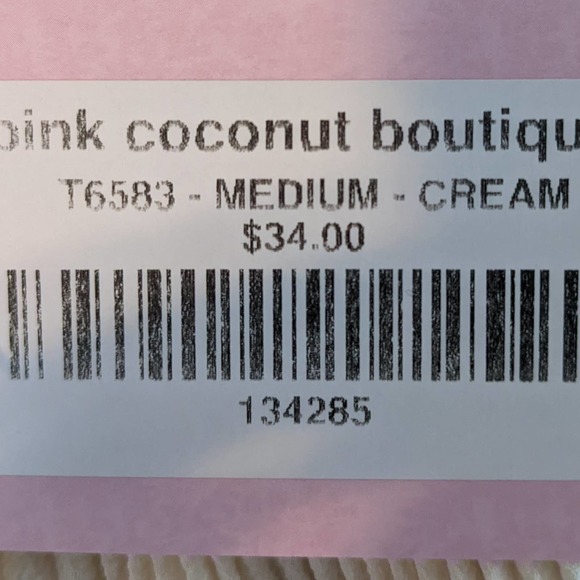 pink coconut boutiqu
T6583 - MEDIUM - CREAM
$34.00
134285